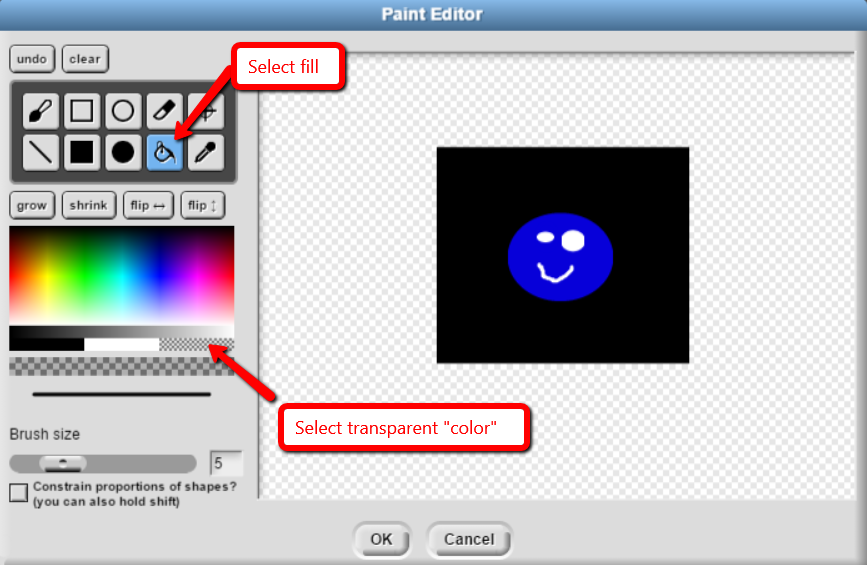 Paint Editor
undo clear
Select fill
grow shrink flip ↔ flip ↕
Select transparent "color"
Brush size
5
Constrain proportions of shapes?
(you can also hold shift)
OK Cancel